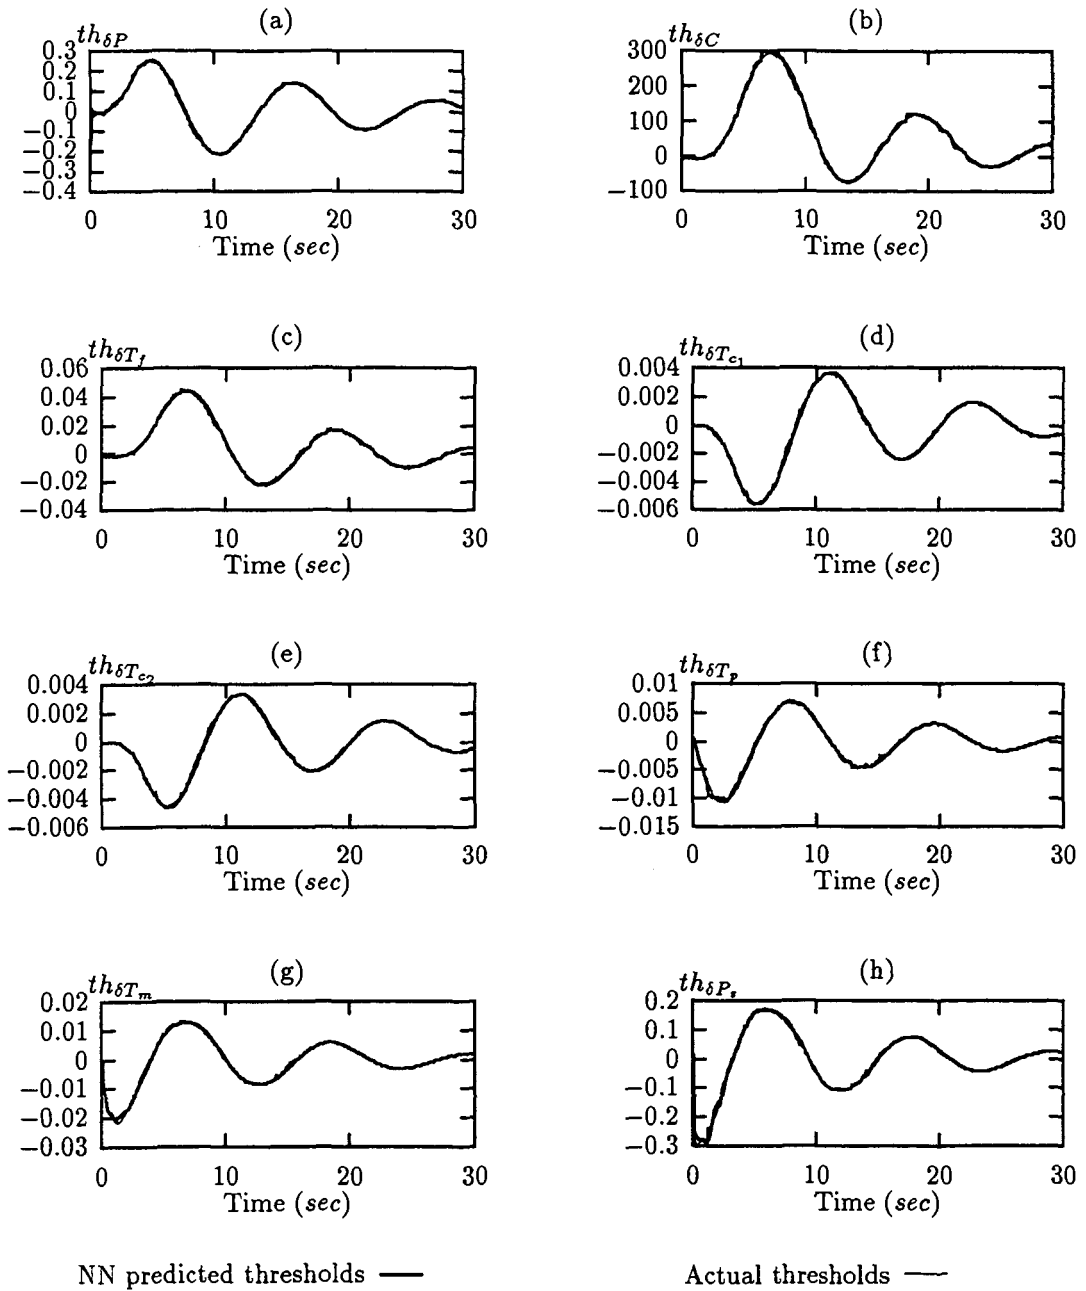 (a)
th_δP
0.3
0.2
0.1
0
−0.1
−0.2
−0.3
−0.4
0 10 20 30
Time (sec)
(b)
th_δC
300
200
100
0
−100
0 10 20 30
Time (sec)
(c)
th_δT_f
0.06
0.04
0.02
0
−0.02
−0.04
0 10 20 30
Time (sec)
(d)
th_δT_c1
0.004
0.002
0
−0.002
−0.004
−0.006
0 10 20 30
Time (sec)
(e)
th_δT_c2
0.004
0.002
0
−0.002
−0.004
−0.006
0 10 20 30
Time (sec)
(f)
th_δT_p
0.01
0.005
0
−0.005
−0.01
−0.015
0 10 20 30
Time (sec)
(g)
th_δT_m
0.02
0.01
0
−0.01
−0.02
−0.03
0 10 20 30
Time (sec)
(h)
th_δP_s
0.2
0.1
0
−0.1
−0.2
−0.3
0 10 20 30
Time (sec)
NN predicted thresholds
Actual thresholds